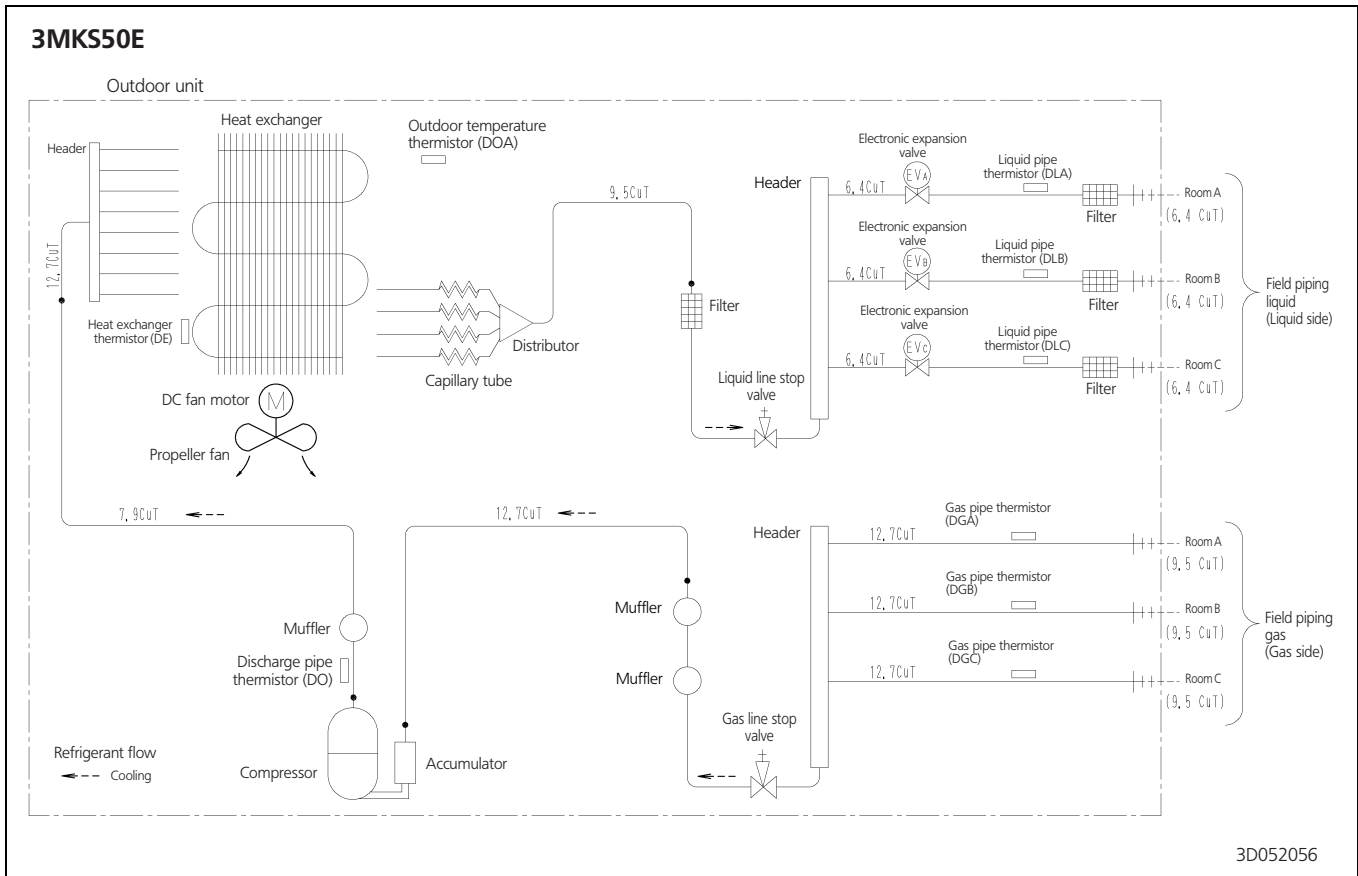 3MKS50E
Outdoor unit
Header
Heat exchanger
Outdoor temperature
thermistor (DOA)
9,5CuT
12,7CuT
Heat exchanger
thermistor (DE)
Capillary tube
Distributor
DC fan motor
M
Propeller fan
Filter
Liquid line stop
valve
Header
6,4CuT
Electronic expansion
valve
EVA
Liquid pipe
thermistor (DLA)
Filter
Room A
(6,4 CuT)
6,4CuT
Electronic expansion
valve
EVB
Liquid pipe
thermistor (DLB)
Filter
Room B
(6,4 CuT)
6,4CuT
Electronic expansion
valve
EVC
Liquid pipe
thermistor (DLC)
Filter
Room C
(6,4 CuT)
Field piping
liquid
(Liquid side)
7,9CuT
12,7CuT
Muffler
Discharge pipe
thermistor (DO)
Compressor
Accumulator
Muffler
Muffler
Gas line stop
valve
Header
12,7CuT
Gas pipe thermistor
(DGA)
Room A
(9,5 CuT)
12,7CuT
Gas pipe thermistor
(DGB)
Room B
(9,5 CuT)
12,7CuT
Gas pipe thermistor
(DGC)
Room C
(9,5 CuT)
Field piping
gas
(Gas side)
Refrigerant flow
Cooling
3D052056